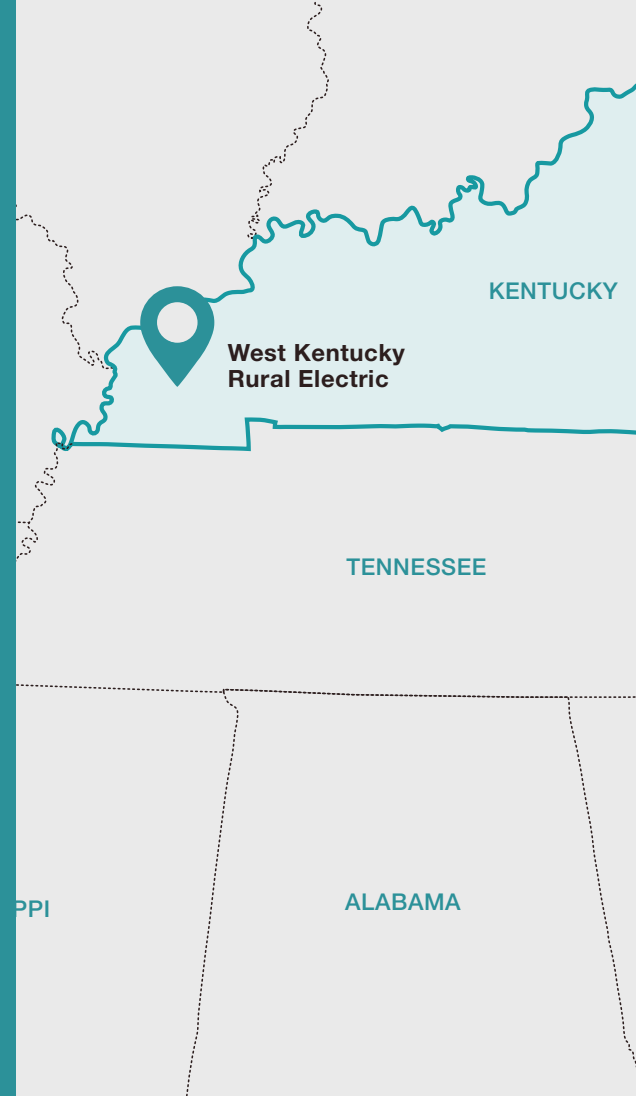 KENTUCKY
West Kentucky
Rural Electric
TENNESSEE
ALABAMA
PPI